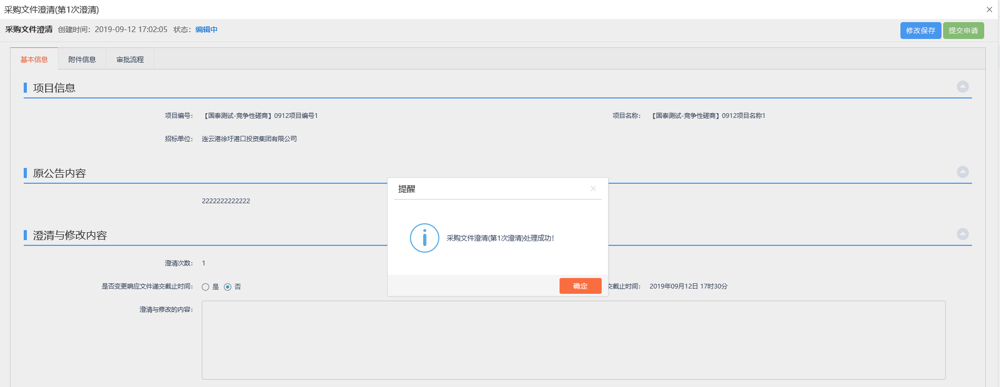 采购文件澄清(第1次澄清)
采购文件澄清 创建时间：2019-09-12 17:02:05 状态：编辑中
修改保存 提交申请
基本信息 附件信息 审批流程
项目信息
项目编号：【国泰测试-竞争性磋商】0912项目编号1 项目名称：【国泰测试-竞争性磋商】0912项目名称1
招标单位：连云港徐圩港口投资集团有限公司
原公告内容
2222222222222
提醒
采购文件澄清(第1次澄清)处理成功!
确定
澄清与修改内容
澄清次数：1
是否变更响应文件递交截止时间：是 否 交截止时间：2019年09月12日 17时30分
澄清与修改的内容：